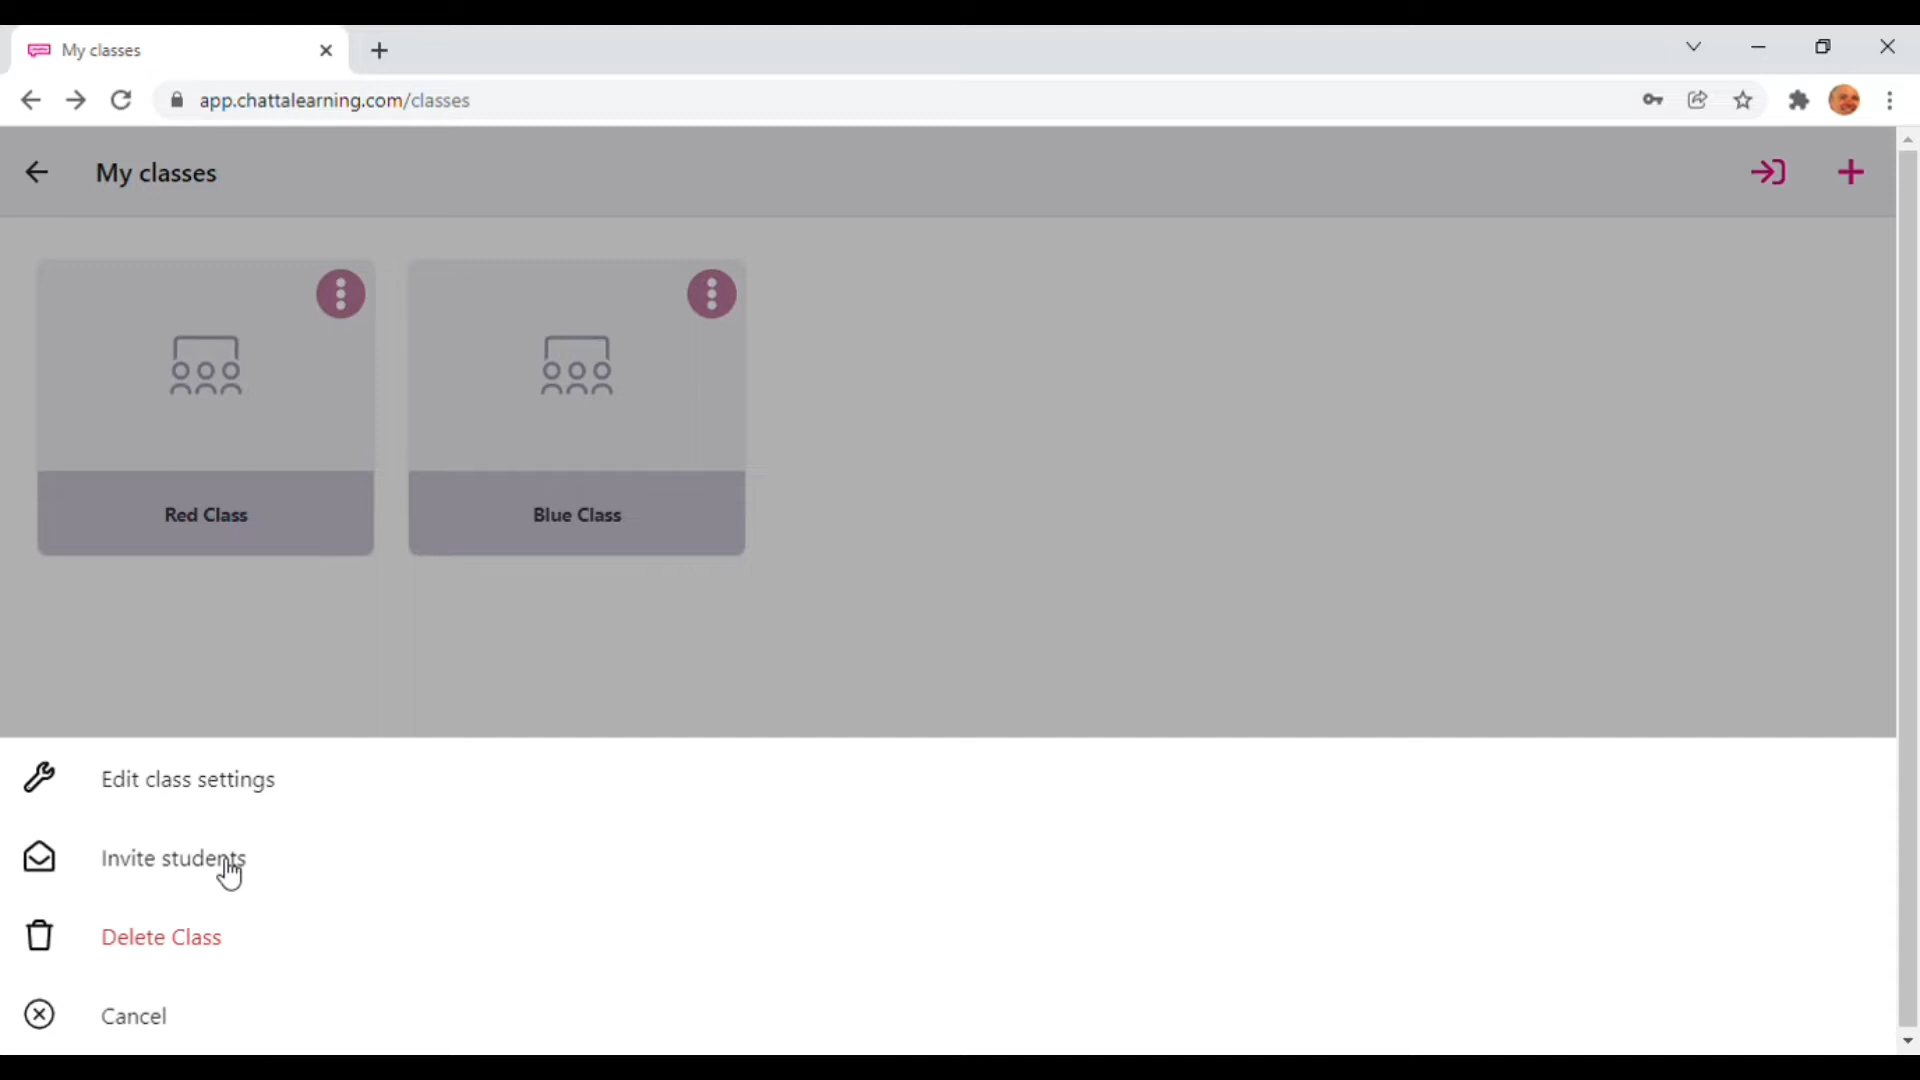 My classes
app.chattalearning.com/classes
My classes
Red Class
Blue Class
Edit class settings
Invite students
Delete Class
Cancel